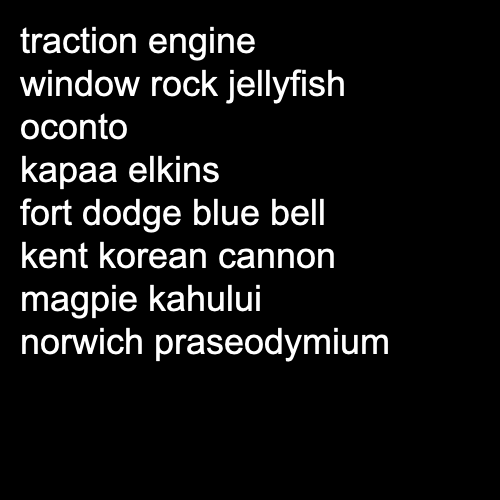 traction engine
window rock jellyfish
oconto
kapaa elkins
fort dodge blue bell
kent korean cannon
magpie kahului
norwich praseodymium